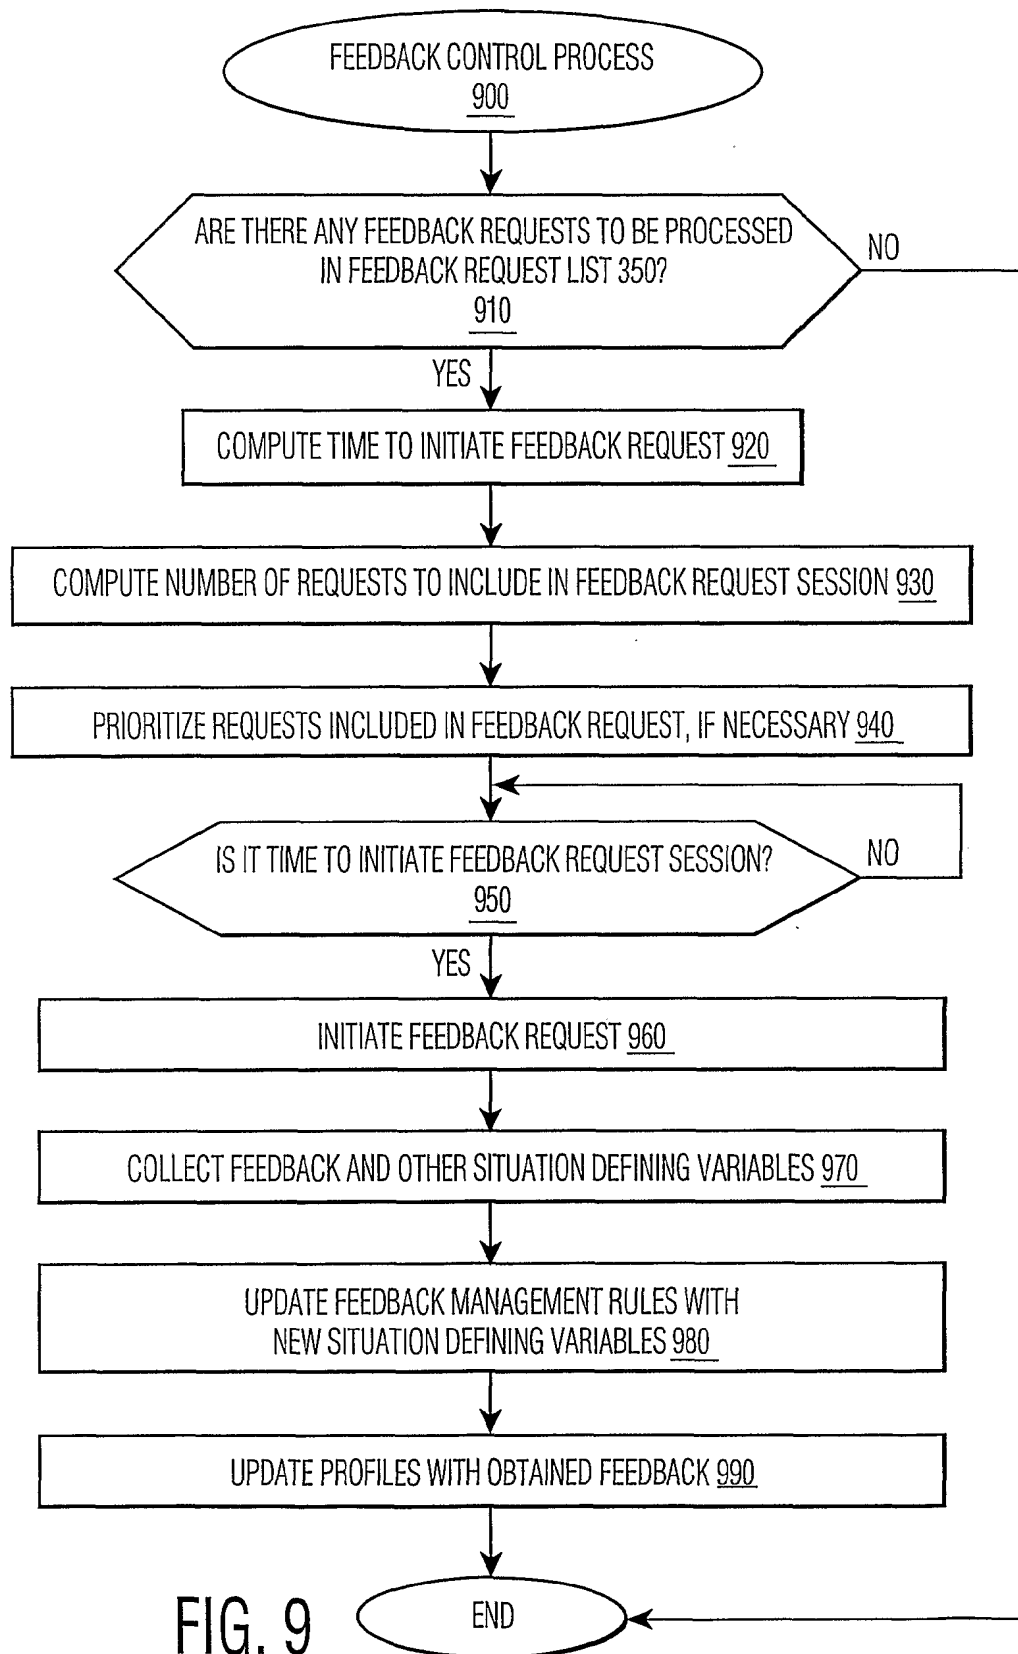 FEEDBACK CONTROL PROCESS
900
ARE THERE ANY FEEDBACK REQUESTS TO BE PROCESSED
IN FEEDBACK REQUEST LIST 350?
910
NO
YES
COMPUTE TIME TO INITIATE FEEDBACK REQUEST 920
COMPUTE NUMBER OF REQUESTS TO INCLUDE IN FEEDBACK REQUEST SESSION 930
PRIORITIZE REQUESTS INCLUDED IN FEEDBACK REQUEST, IF NECESSARY 940
IS IT TIME TO INITIATE FEEDBACK REQUEST SESSION?
950
NO
YES
INITIATE FEEDBACK REQUEST 960
COLLECT FEEDBACK AND OTHER SITUATION DEFINING VARIABLES 970
UPDATE FEEDBACK MANAGEMENT RULES WITH
NEW SITUATION DEFINING VARIABLES 980
UPDATE PROFILES WITH OBTAINED FEEDBACK 990
END
FIG. 9